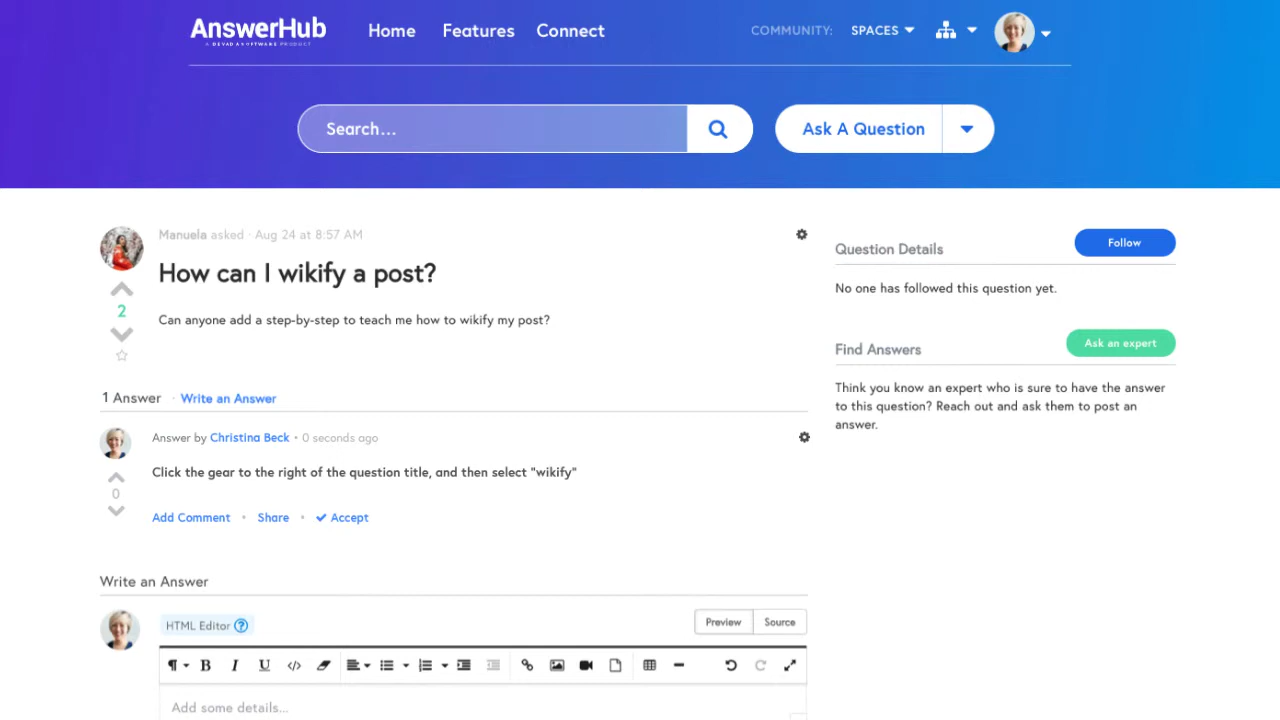 AnswerHub
A DEVADA SOFTWARE PRODUCT
Home Features Connect
COMMUNITY: SPACES
Search...
Ask A Question
Manuela asked · Aug 24 at 8:57 AM
How can I wikify a post?
2
Can anyone add a step-by-step to teach me how to wikify my post?
Question Details
Follow
No one has followed this question yet.
Find Answers
Ask an expert
Think you know an expert who is sure to have the answer
to this question? Reach out and ask them to post an
answer.
1 Answer · Write an Answer
Answer by Christina Beck • 0 seconds ago
Click the gear to the right of the question title, and then select "wikify"
0
Add Comment • Share • Accept
Write an Answer
HTML Editor ?
Preview Source
B I U </>
Add some details...